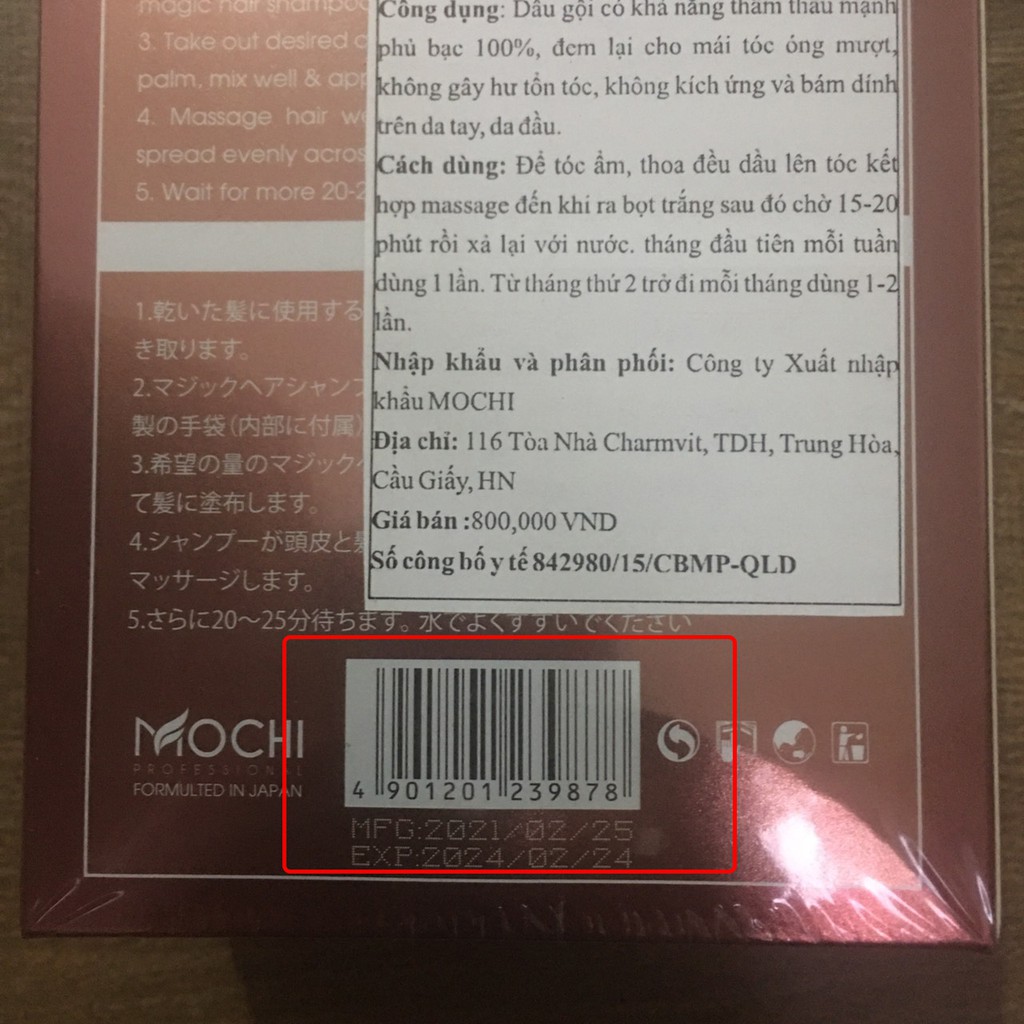 magic hair shampoo
3. Take out desired
palm, mix well & app
4. Massage hair
spread evenly acros
5. Wait for more 20-2
Công dụng: Dầu gội có khả năng thẩm thấu mạnh
phủ bạc 100%, đem lại cho mái tóc óng mượt,
không gây hư tổn tóc, không kích ứng và bám dính
trên da tay, da đầu.
Cách dùng: Để tóc ẩm, thoa đều dầu lên tóc kết
hợp massage đến khi ra bọt trắng sau đó chờ 15-20
phút rồi xả lại với nước. tháng đầu tiên mỗi tuần
dùng 1 lần. Từ tháng thứ 2 trở đi mỗi tháng dùng 1-2
lần.
Nhập khẩu và phân phối: Công ty Xuất nhập
khẩu MOCHI
Địa chỉ: 116 Tòa Nhà Charmvit, TDH, Trung Hòa,
Cầu Giấy, HN
Giá bán :800,000 VND
Số công bố y tế 842980/15/CBMP-QLD
1.乾いた髪に使用する
き取ります。
2.マジックヘアシャンプ
製の手袋(内部に付属)
3.希望の量のマジックヘ
て髪に塗布します。
4.シャンプーが頭皮と髪
マッサージします。
5.さらに20〜25分待ちます。水でよくすすいでください
MOCHI
PROFESSIONAL
FORMULTED IN JAPAN
4 901201 239878
MFG:2021/02/25
EXP:2024/02/24